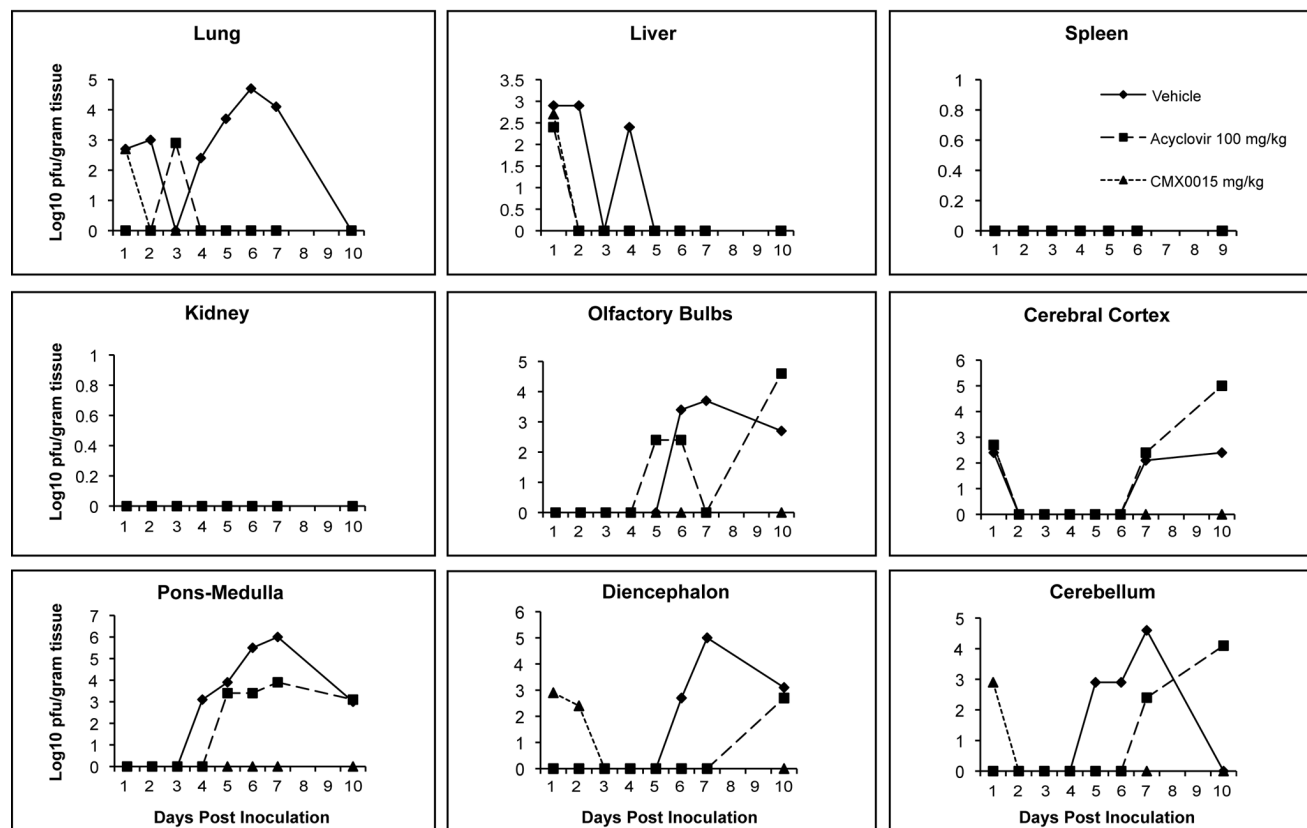 Lung
Log10 pfu/gram tissue
5
4
3
2
1
0
1 2 3 4 5 6 7 8 9 10
Liver
3.5
3
2.5
2
1.5
1
0.5
0
1 2 3 4 5 6 7 8 9 10
Spleen
1
0.8
0.6
0.4
0.2
0
1 2 3 4 5 6 7 8 9
Vehicle
Acyclovir 100 mg/kg
CMX0015 mg/kg
Kidney
Log10 pfu/gram tissue
1
0.8
0.6
0.4
0.2
0
1 2 3 4 5 6 7 8 9 10
Olfactory Bulbs
5
4
3
2
1
0
1 2 3 4 5 6 7 8 9 10
Cerebral Cortex
6
5
4
3
2
1
0
1 2 3 4 5 6 7 8 9 10
Pons-Medulla
Log10 pfu/gram tissue
7
6
5
4
3
2
1
0
1 2 3 4 5 6 7 8 9 10
Days Post Inoculation
Diencephalon
6
5
4
3
2
1
0
1 2 3 4 5 6 7 8 9 10
Days Post Inoculation
Cerebellum
5
4
3
2
1
0
1 2 3 4 5 6 7 8 9 10
Days Post Inoculation